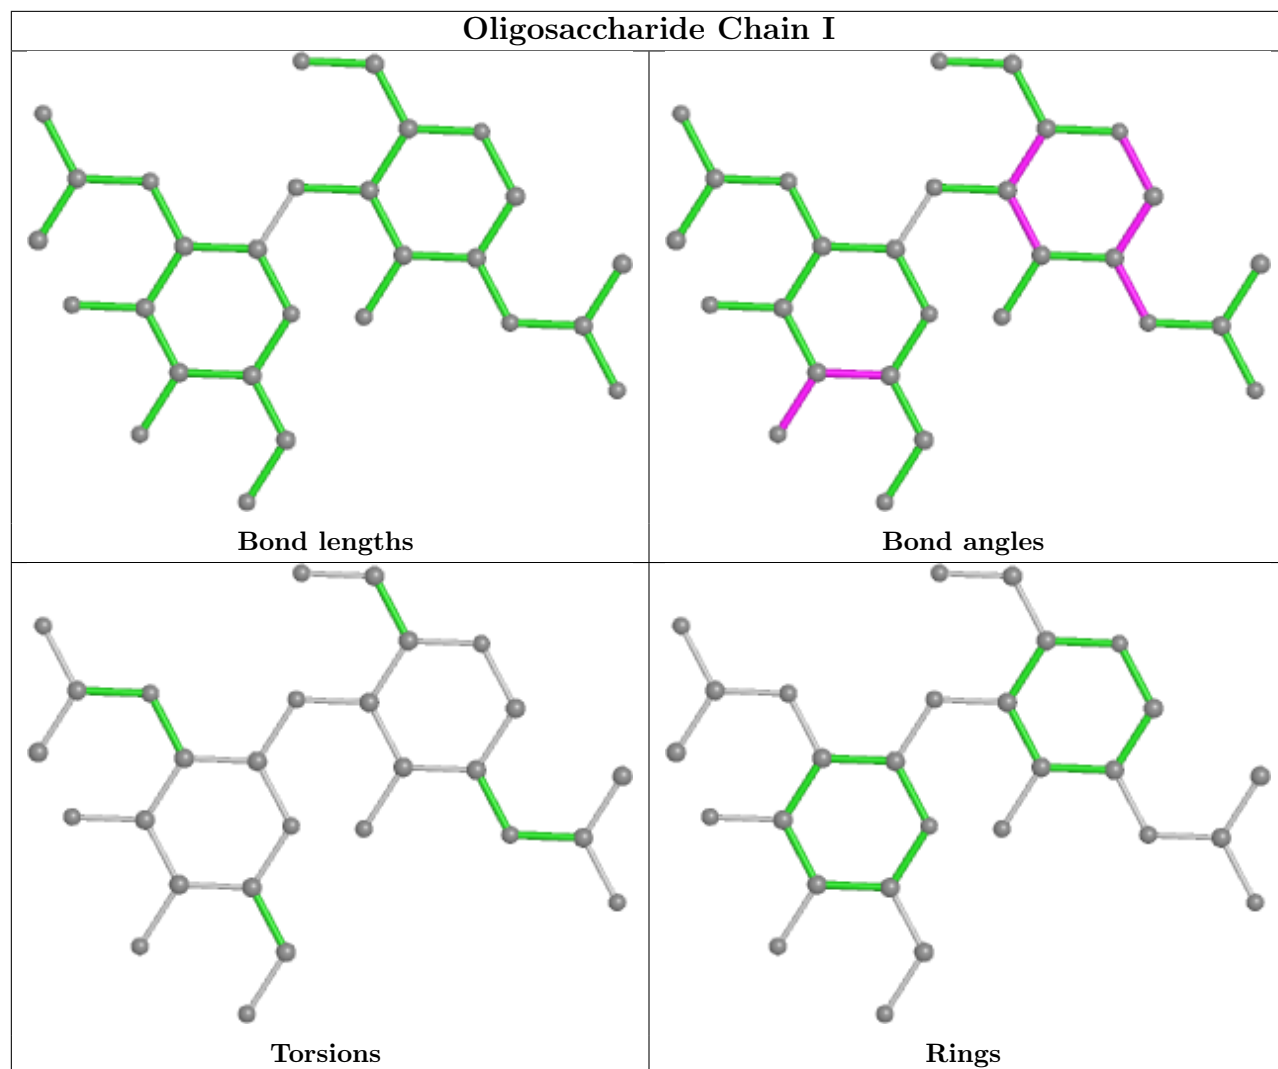 Oligosaccharide Chain I
Bond lengths
Bond angles
Torsions
Rings